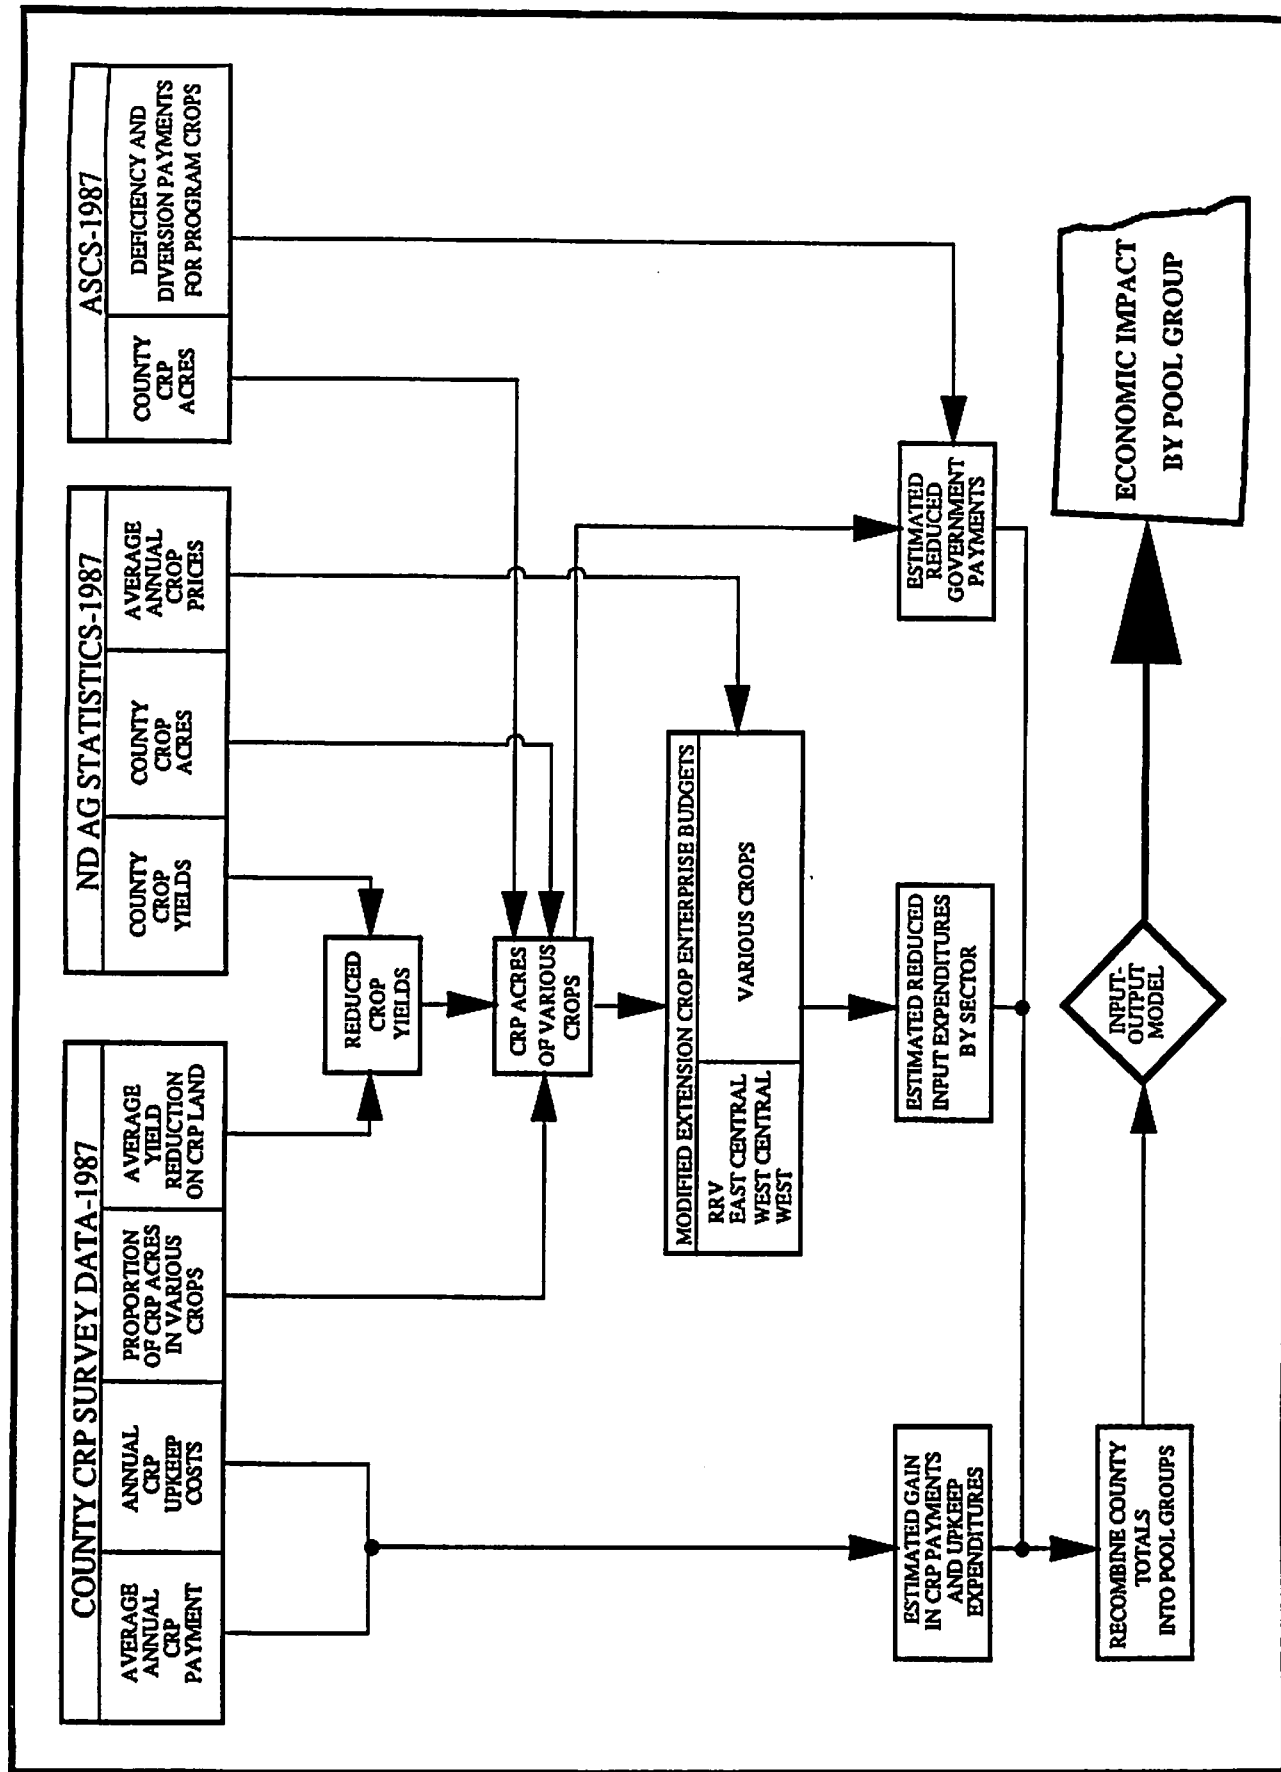 COUNTY CRP SURVEY DATA-1987
AVERAGE
ANNUAL
CRP
PAYMENT
ANNUAL
CRP
UPKEEP
COSTS
PROPORTION
OF CRP ACRES
IN VARIOUS
CROPS
AVERAGE
YIELD
REDUCTION
ON CRP LAND
ND AG STATISTICS-1987
COUNTY
CROP
YIELDS
COUNTY
CROP
ACRES
AVERAGE
ANNUAL
CROP
PRICES
ASCS-1987
COUNTY
CRP
ACRES
DEFICIENCY AND
DIVERSION PAYMENTS
FOR PROGRAM CROPS
REDUCED
CROP
YIELDS
CRP ACRES
OF VARIOUS
CROPS
MODIFIED EXTENSION CROP ENTERPRISE BUDGETS
RRV
EAST CENTRAL
WEST CENTRAL
WEST
VARIOUS CROPS
ESTIMATED GAIN
IN CRP PAYMENTS
AND UPKEEP
EXPENDITURES
ESTIMATED REDUCED
INPUT EXPENDITURES
BY SECTOR
ESTIMATED
REDUCED
GOVERNMENT
PAYMENTS
RECOMBINE COUNTY
TOTALS
INTO POOL GROUPS
INPUT-
OUTPUT
MODEL
ECONOMIC IMPACT
BY POOL GROUP